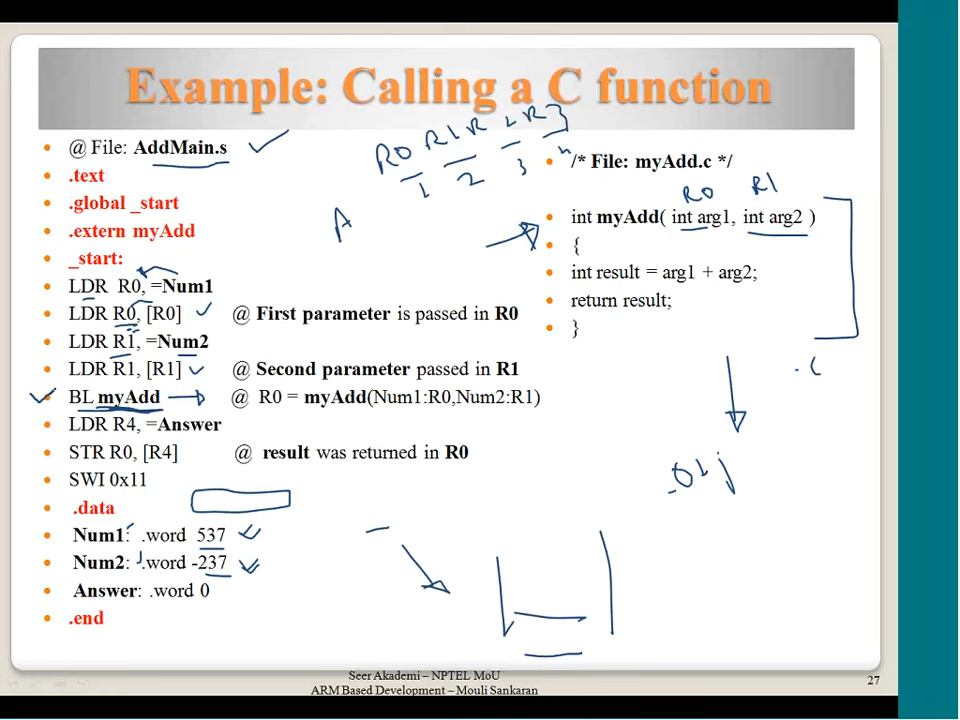 Example: Calling a C function
@ File: AddMain.s
.text
.global _start
.extern myAdd
_start:
LDR R0, =Num1
LDR R0, [R0] @ First parameter is passed in R0
LDR R1, =Num2
LDR R1, [R1] @ Second parameter passed in R1
BL myAdd @ R0 = myAdd(Num1:R0,Num2:R1)
LDR R4, =Answer
STR R0, [R4] @ result was returned in R0
SWI 0x11
.data
Num1: .word 537
Num2: .word -237
Answer: .word 0
.end
R0 R1 R2 R3
1 2 3 4
A
/* File: myAdd.c */
R0 R1
int myAdd( int arg1, int arg2 )
{
int result = arg1 + arg2;
return result;
}
.C
.obj
Seer Akademi – NPTEL MoU
ARM Based Development – Mouli Sankaran
27